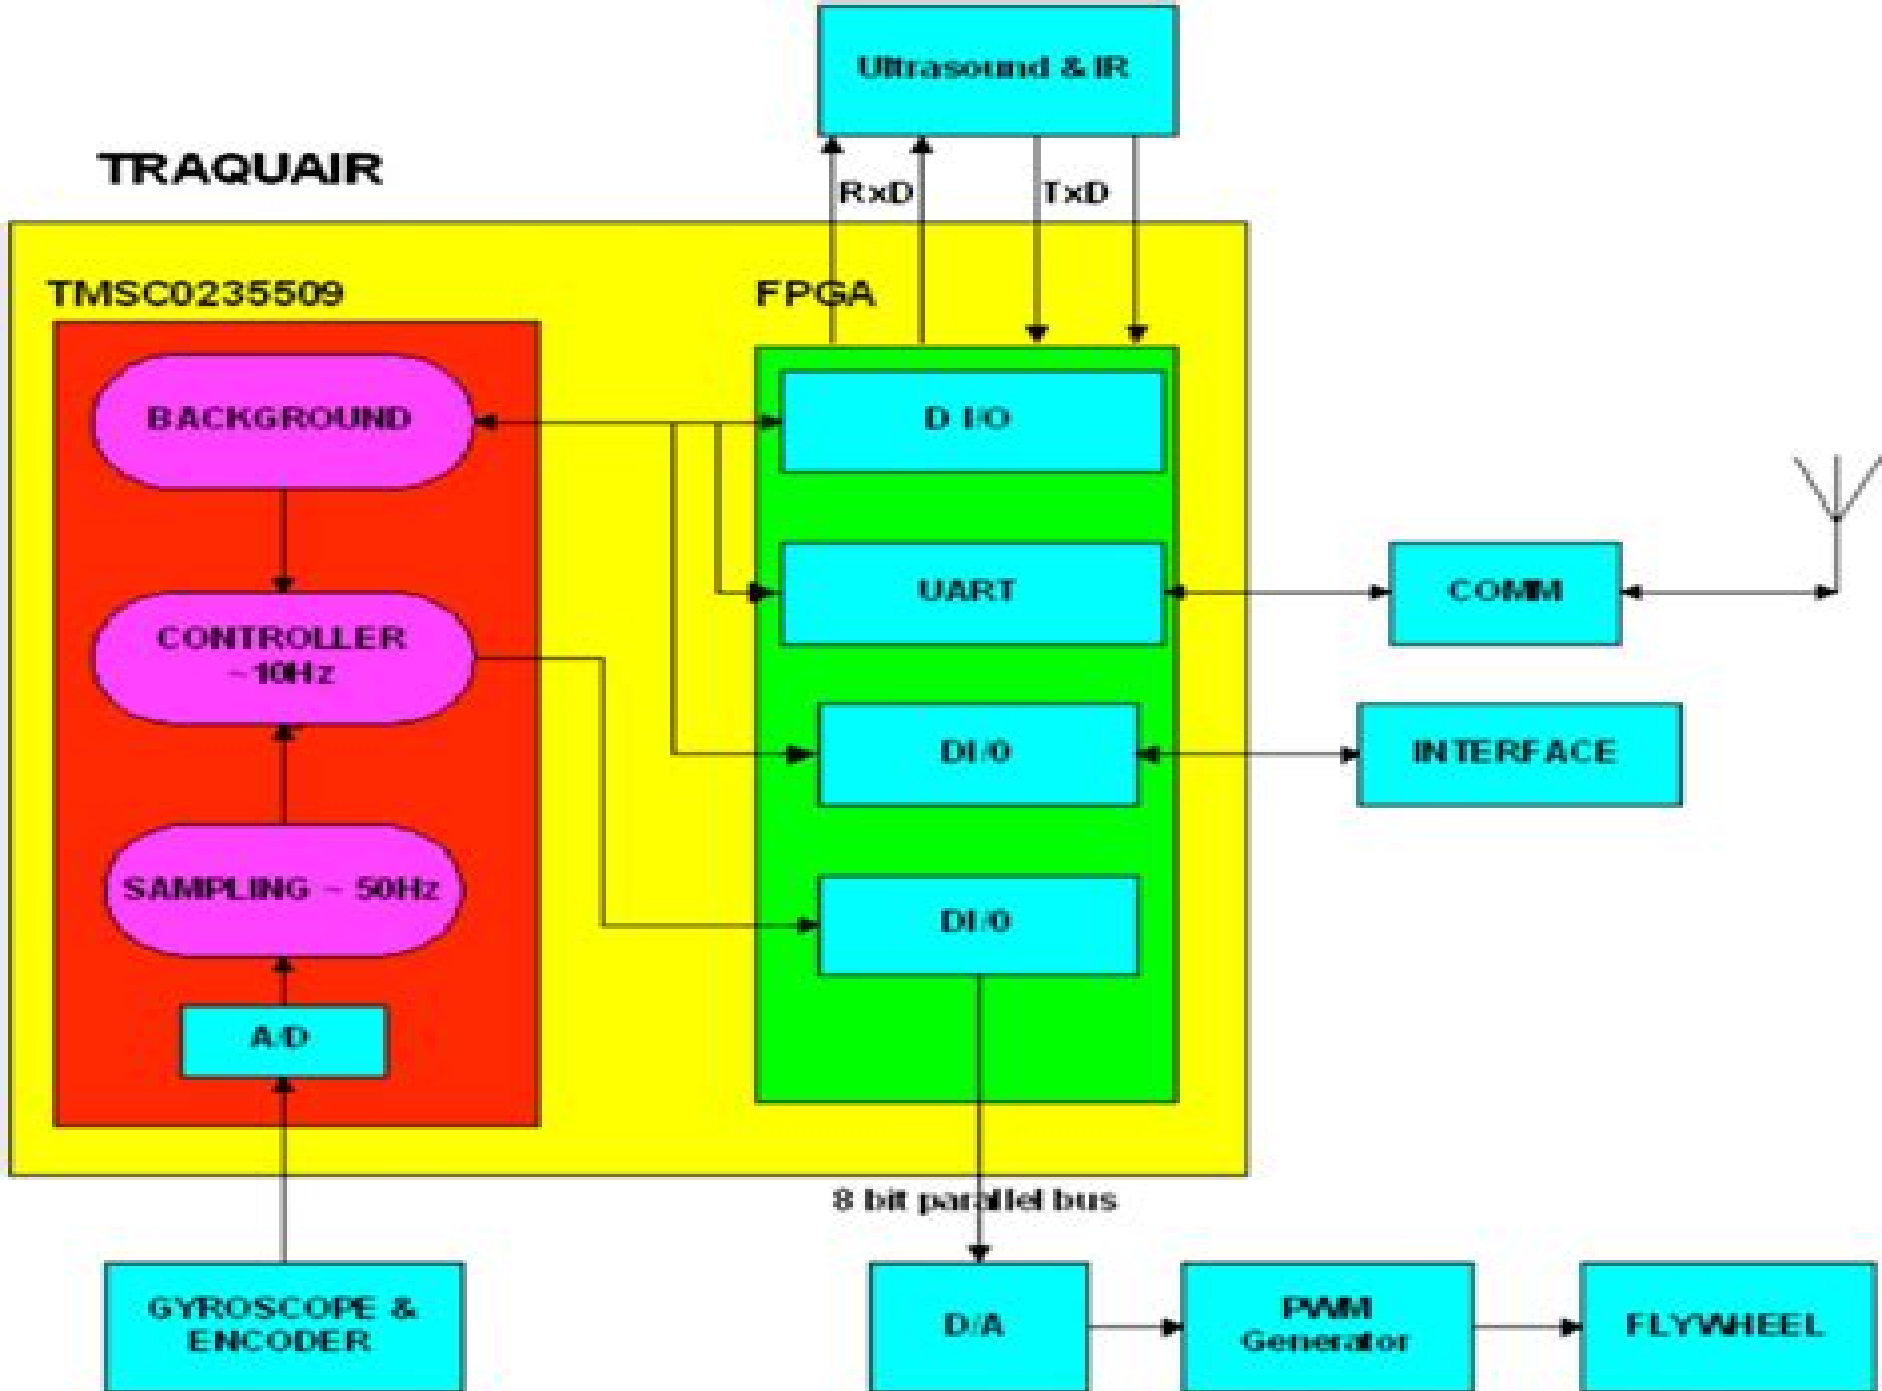 Ultrasound & IR
TRAQUAIR
RxD
TxD
TMSC0235509
FPGA
BACKGROUND
D I/O
UART
COMM
CONTROLLER
~10Hz
DI/0
INTERFACE
SAMPLING ~ 50Hz
DI/0
A/D
8 bit parallel bus
GYROSCOPE &
ENCODER
D/A
PWM
Generator
FLYWHEEL